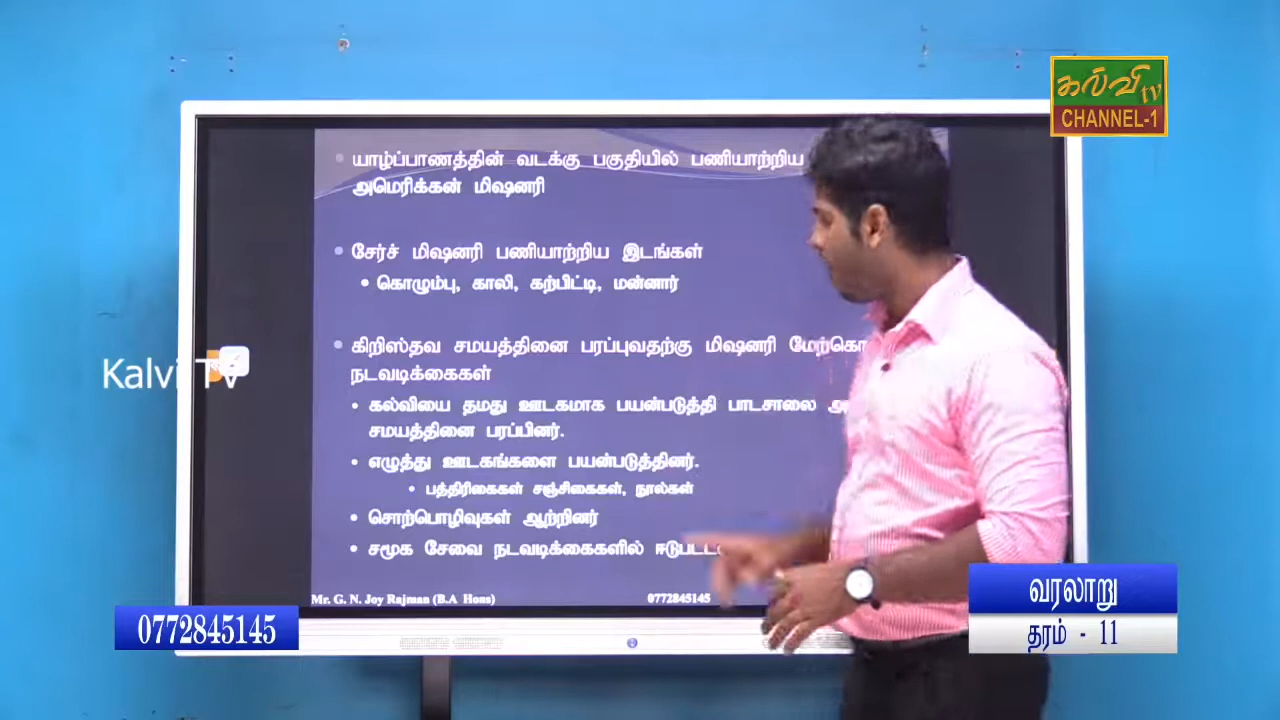 கல்வி tv
CHANNEL-1
யாழ்ப்பாணத்தின் வடக்கு பகுதியில் பணியாற்றிய
அமெரிக்கன் மிஷனரி
சேர்ச் மிஷனரி பணியாற்றிய இடங்கள்
கொழும்பு, காலி, கற்பிட்டி, மன்னார்
கிறிஸ்தவ சமயத்தினை பரப்புவதற்கு மிஷனரி
நடவடிக்கைகள்
Kalvi TV
கல்வியை தமது ஊடகமாக பயன்படுத்தி பாடசாலை
சமயத்தினை பரப்பினர்.
எழுத்து ஊடகங்களை பயன்படுத்தினர்.
பத்திரிகைகள் சஞ்சிகைகள், நூல்கள்
சொற்பொழிவுகள் ஆற்றினர்
சமூக சேவை நடவடிக்கைகளில்
Mr. G. N. Joy Rajman (B.A Hons) 0772845145
0772845145
வரலாறு
தரம் - 11